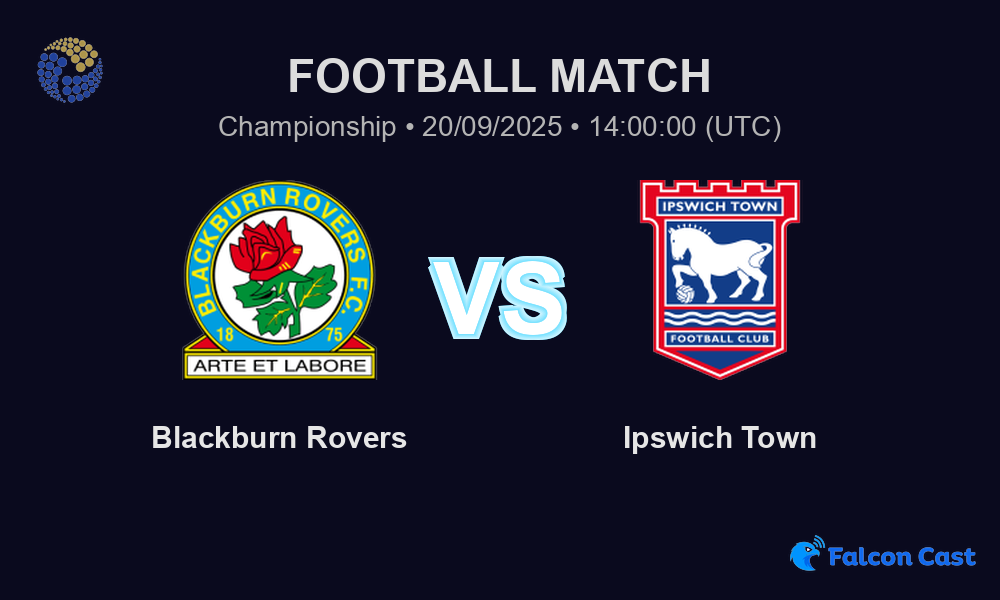 FOOTBALL MATCH
Championship • 20/09/2025 • 14:00:00 (UTC)
BLACKBURN ROVERS F.C.
18 75
ARTE ET LABORE
VS
IPSWICH TOWN
FOOTBALL CLUB
Blackburn Rovers
Ipswich Town
Falcon Cast